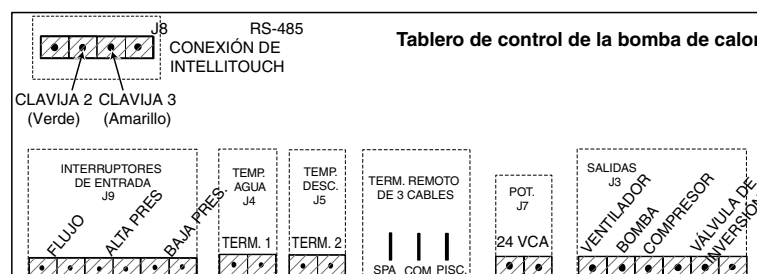 J8 RS-485
CONEXIÓN DE
INTELLITOUCH
Tablero de control de la bomba de calor
CLAVIJA 2 CLAVIJA 3
(Verde) (Amarillo)
INTERRUPTORES
DE ENTRADA
J9
FLUJO
ALTA PRES
BAJA PRES.
TEMP.
AGUA
J4
TERM. 1
TEMP.
DESC.
J5
TERM. 2
TERM. REMOTO
DE 3 CABLES
SPA COM PISC.
POT.
J7
24 VCA
SALIDAS
J3
VENTILADOR
BOMBA
COMPRESOR
VÁLVULA DE
INVERSIÓN